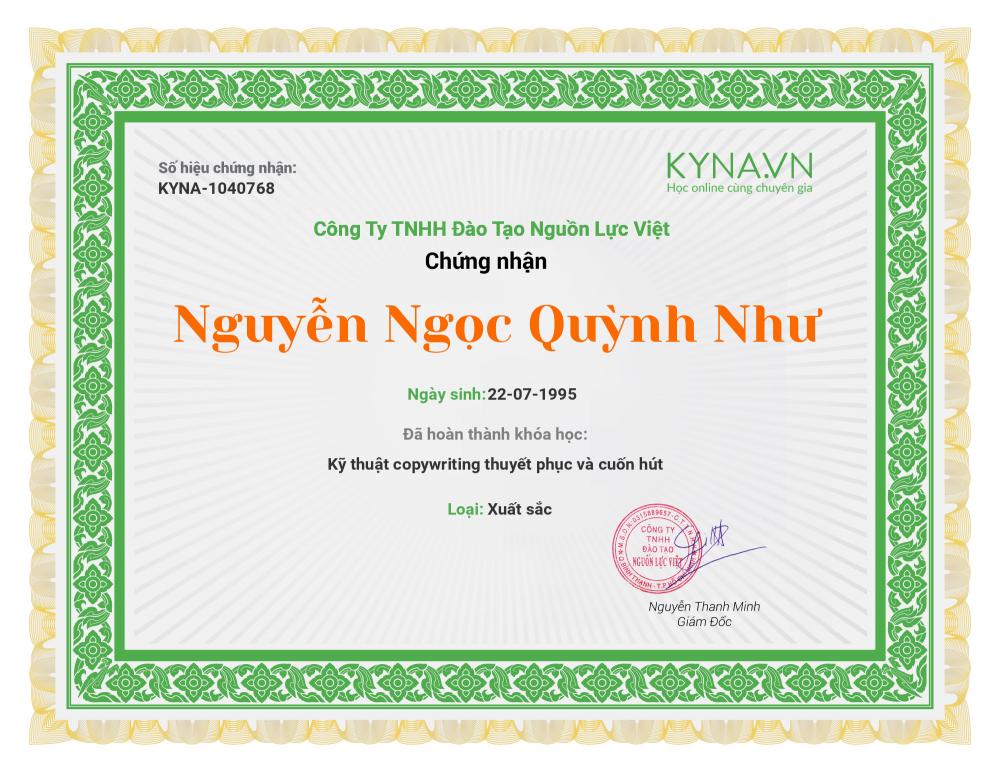 Số hiệu chứng nhận:
KYNA-1040768
KYNA.VN
Học online cùng chuyên gia
Công Ty TNHH Đào Tạo Nguồn Lực Việt
Chứng nhận
Nguyễn Ngọc Quỳnh Như
Ngày sinh: 22-07-1995
Đã hoàn thành khóa học:
Kỹ thuật copywriting thuyết phục và cuốn hút
Loại: Xuất sắc
M.S.D.N:0315889657-C.T.T.N.H.H
CÔNG TY
TNHH
ĐÀO TẠO
NGUỒN LỰC VIỆT
Q.BÌNH THẠNH - T.P
Nguyễn Thanh Minh
Giám Đốc